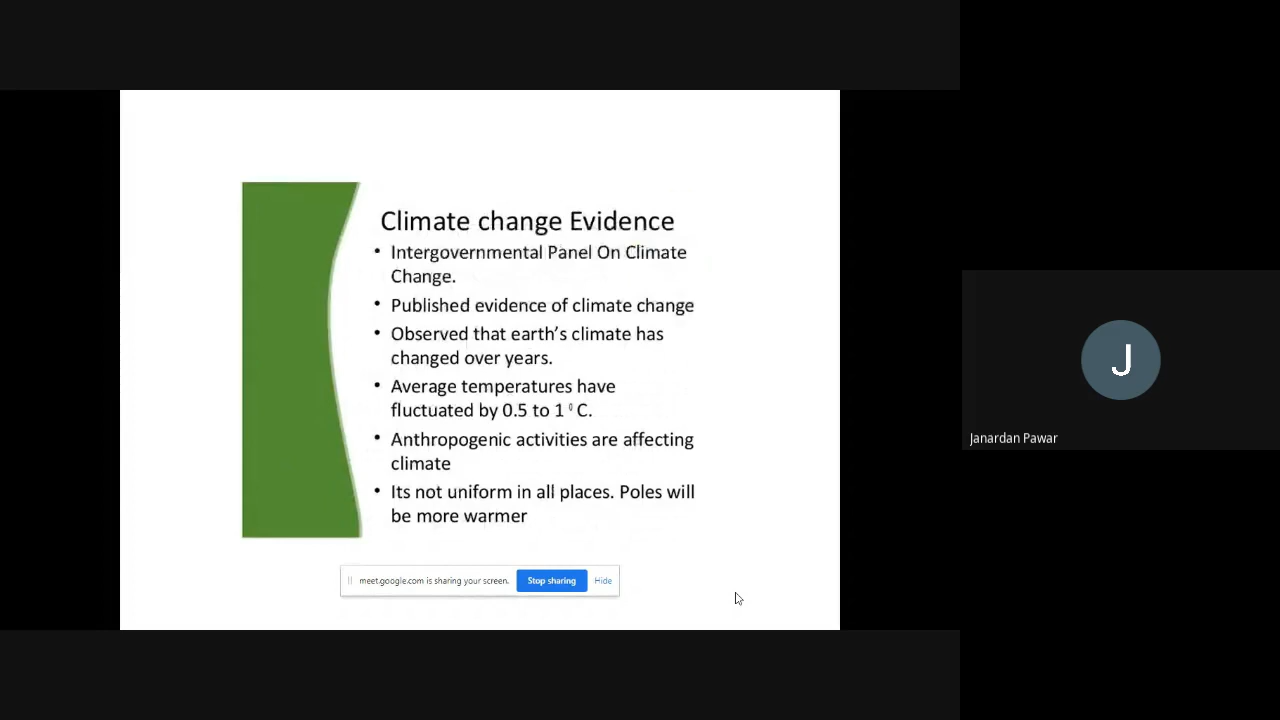 Climate change Evidence
• Intergovernmental Panel On Climate
Change.
• Published evidence of climate change
• Observed that earth’s climate has
changed over years.
• Average temperatures have
fluctuated by 0.5 to 1 ⁰ C.
• Anthropogenic activities are affecting
climate
• Its not uniform in all places. Poles will
be more warmer
meet.google.com is sharing your screen. Stop sharing Hide
J
Janardan Pawar